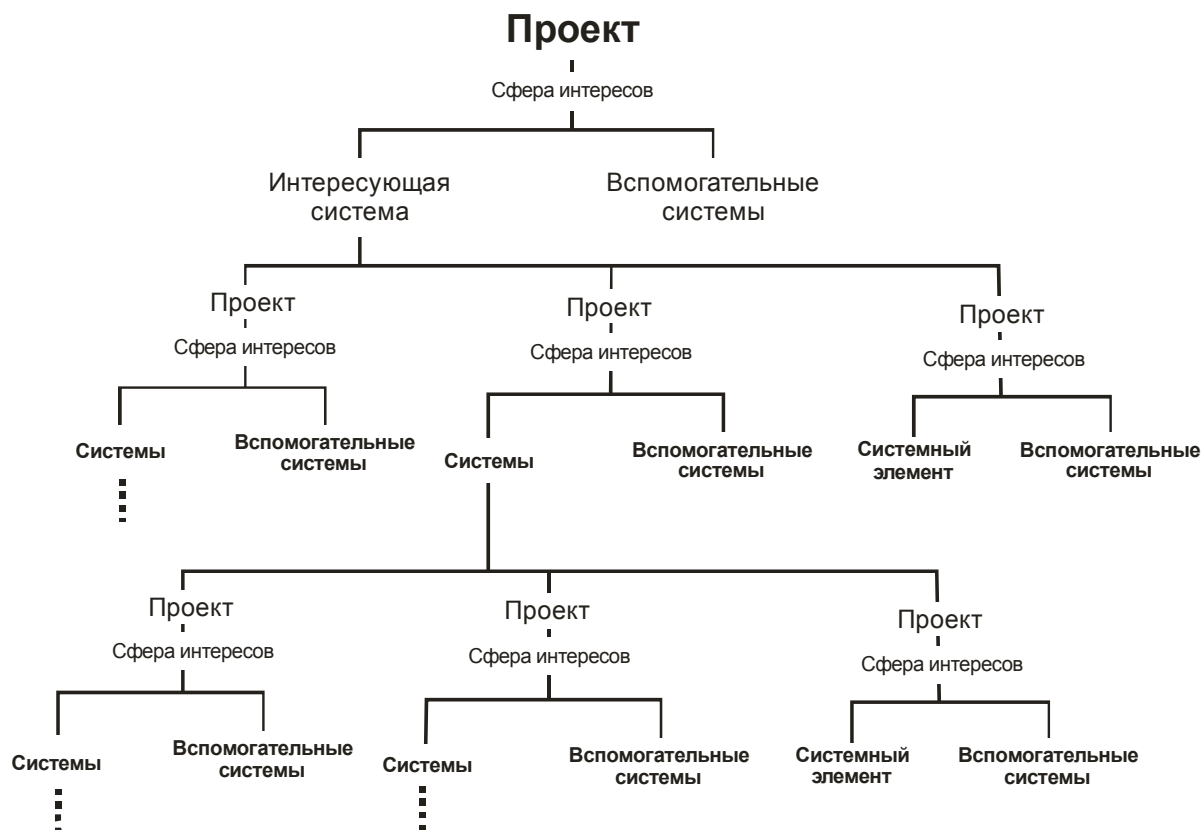 Проект
Сфера интересов
Интересующая
система
Вспомогательные
системы
Проект
Сфера интересов
Проект
Сфера интересов
Проект
Сфера интересов
Системы
Вспомогательные
системы
Системы
Вспомогательные
системы
Системный
элемент
Вспомогательные
системы
Проект
Сфера интересов
Проект
Сфера интересов
Проект
Сфера интересов
Системы
Вспомогательные
системы
Системы
Вспомогательные
системы
Системный
элемент
Вспомогательные
системы